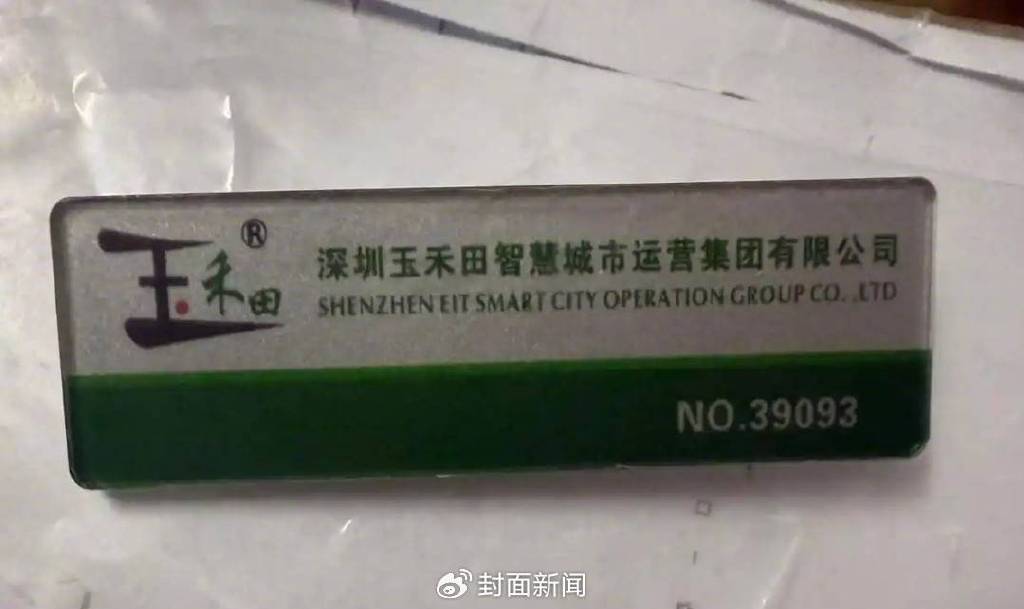 玉禾田®
深圳玉禾田智慧城市运营集团有限公司
SHENZHEN EIT SMART CITY OPERATION GROUP CO. ,LTD
NO.39093
封面新闻